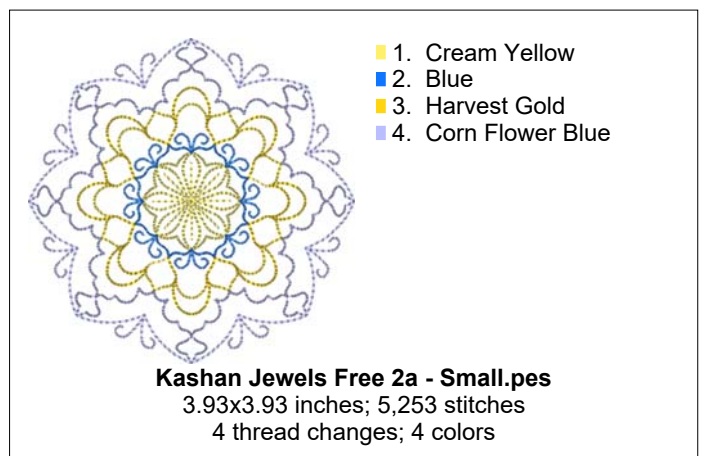 1. Cream Yellow
2. Blue
3. Harvest Gold
4. Corn Flower Blue
Kashan Jewels Free 2a - Small.pes
3.93x3.93 inches; 5,253 stitches
4 thread changes; 4 colors